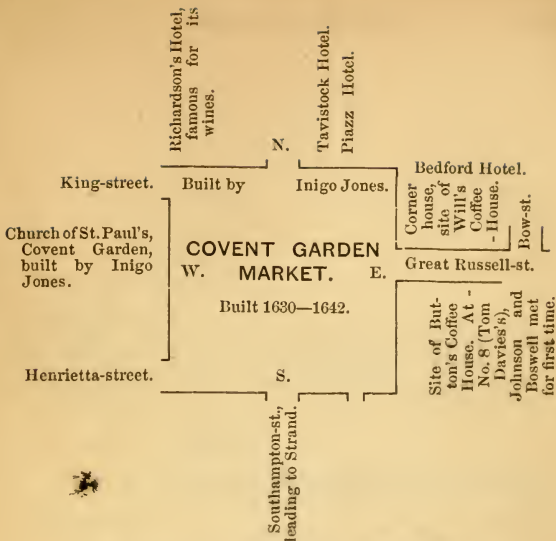 Richardson's Hotel,
famous for its
wines.
Tavistock Hotel.
Piazz Hotel.
N.
King-street.
Built by Inigo Jones.
Bedford Hotel.
Corner
house,
site of
Will's
Coffee
-House.
Bow-st.
Church of St. Paul's,
Covent Garden,
built by Inigo
Jones.
COVENT GARDEN
W. MARKET. E.
Built 1630—1642.
Great Russell-st.
Site of But-
ton's Coffee
House. At -
No. 8 (Tom
Davies's),
Johnson and
Boswell met
for first time.
Henrietta-street.
S.
Southampton-st.,
leading to Strand.